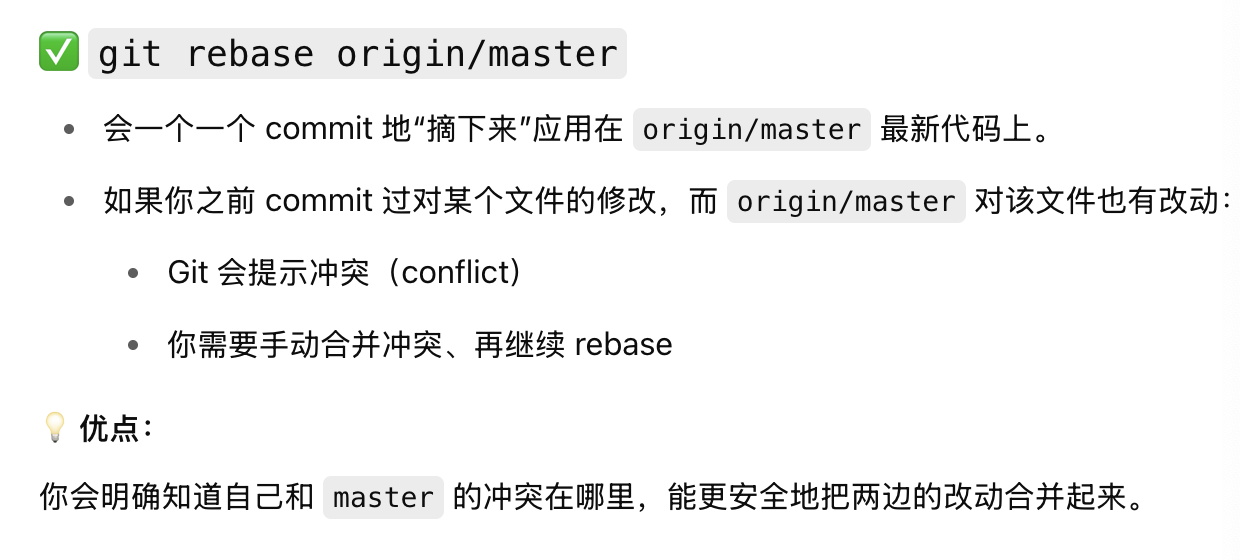 ✅ git rebase origin/master
• 会一个一个 commit 地“摘下来”应用在 origin/master 最新代码上。
• 如果你之前 commit 过对某个文件的修改，而 origin/master 对该文件也有改动：
• Git 会提示冲突（conflict）
• 你需要手动合并冲突、再继续 rebase
💡 优点：
你会明确知道自己和 master 的冲突在哪里，能更安全地把两边的改动合并起来。